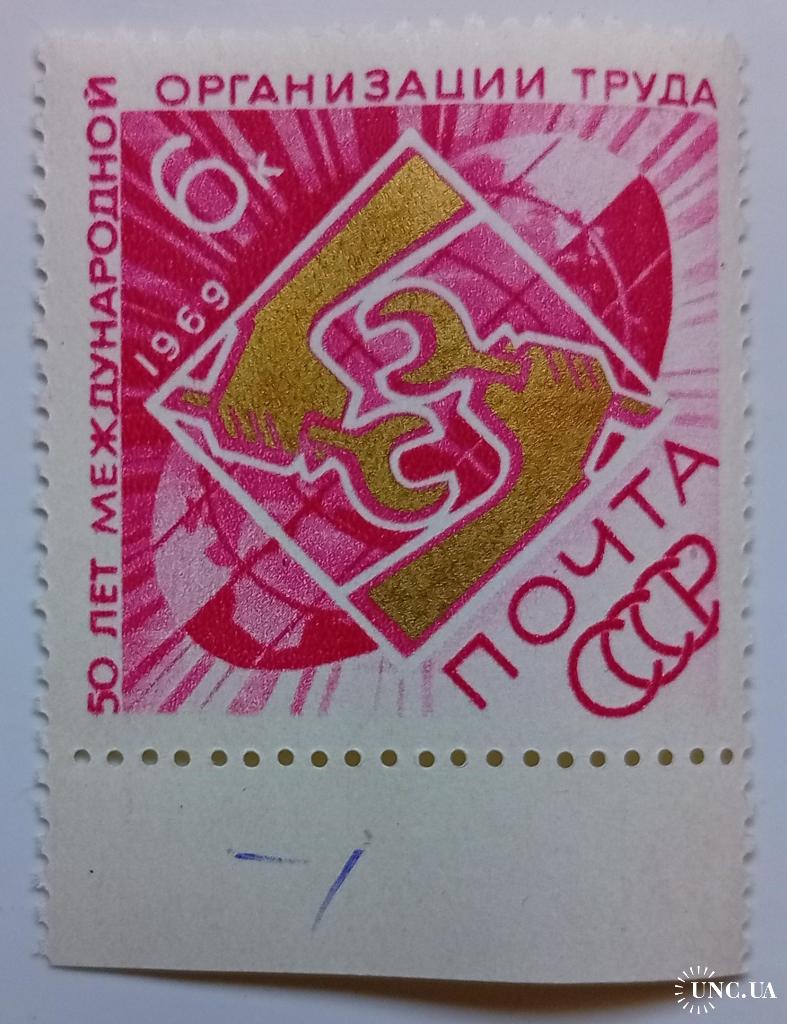 50 ЛЕТ МЕЖДУНАРОДНОЙ
ОРГАНИЗАЦИИ ТРУДА
6 к
1969
ПОЧТА
СССР
UNC.UA